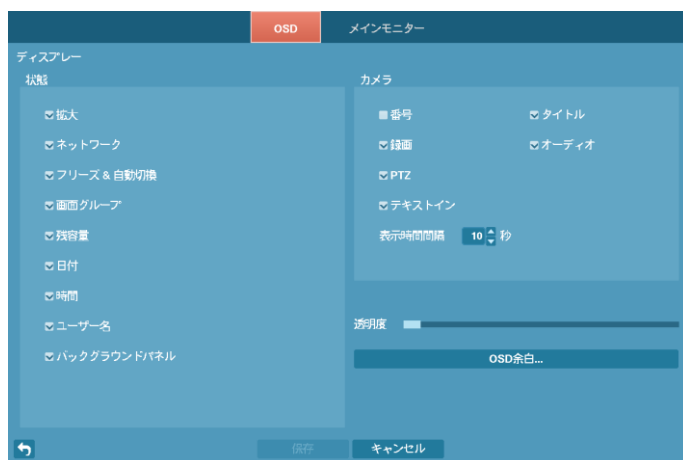 OSD メインモニター
ディスプレー
状態
拡大
ネットワーク
フリーズ & 自動切換
画面グループ
残容量
日付
時間
ユーザー名
バックグラウンドパネル
カメラ
番号 タイトル
録画 オーディオ
PTZ
テキストイン
表示時間間隔 10 秒
透明度
OSD余白...
保存 キャンセル